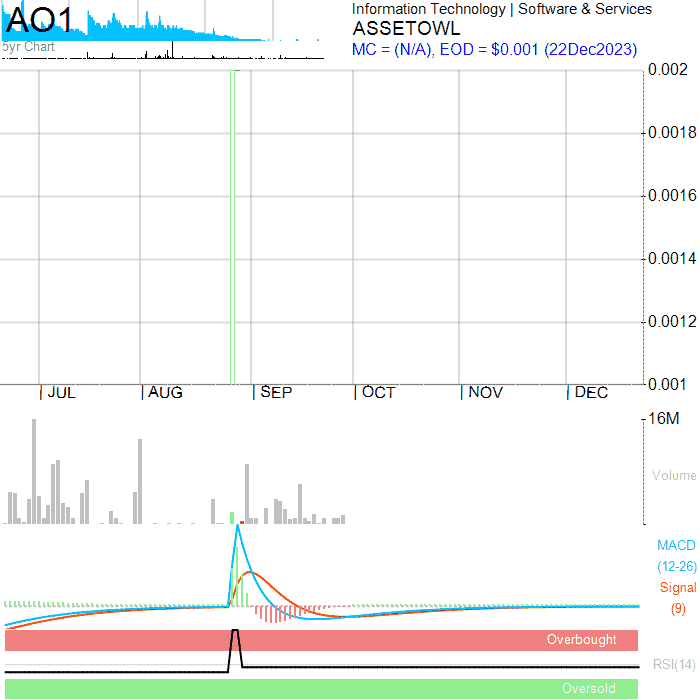 AO1
5yr Chart
Information Technology | Software & Services
ASSETOWL
MC = (N/A), EOD = $0.001 (22Dec2023)
0.002
0.0018
0.0016
0.0014
0.0012
0.001
JUL AUG SEP OCT NOV DEC
16M
Volume
MACD
(12-26)
Signal
(9)
Overbought
RSI(14)
Oversold